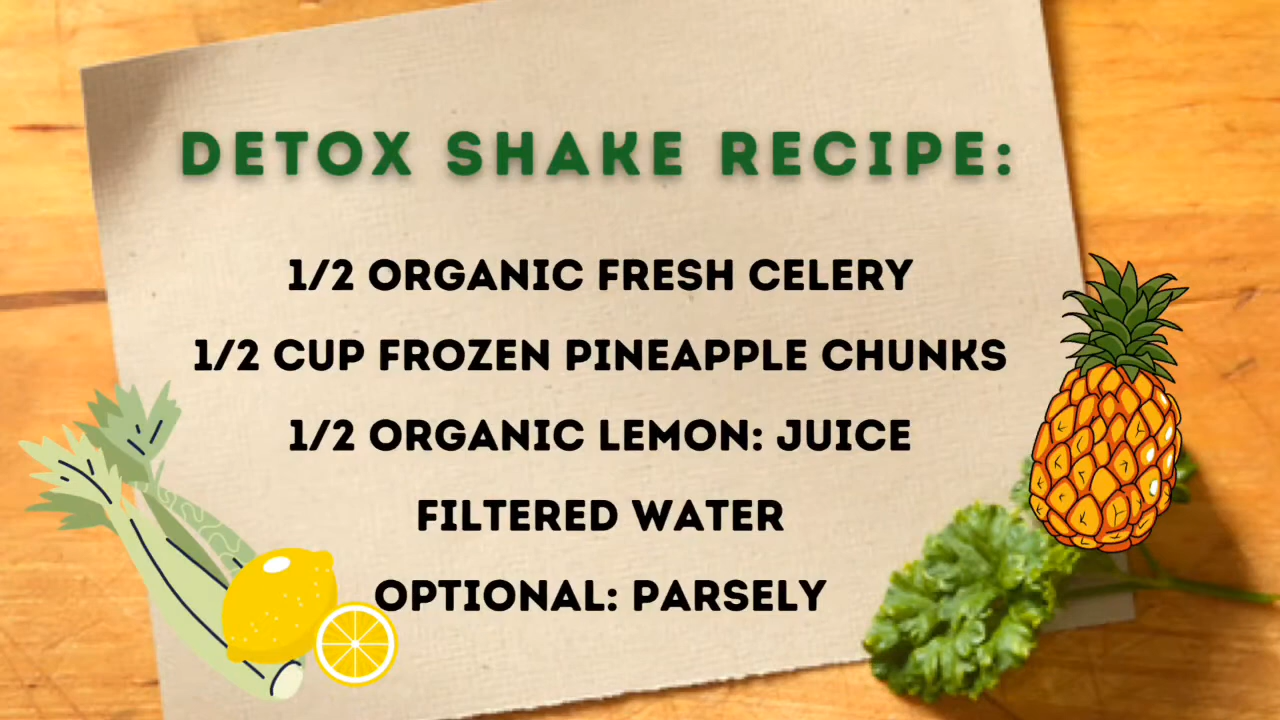 DETOX SHAKE RECIPE:
1/2 ORGANIC FRESH CELERY
1/2 CUP FROZEN PINEAPPLE CHUNKS
1/2 ORGANIC LEMON: JUICE
FILTERED WATER
OPTIONAL: PARSELY